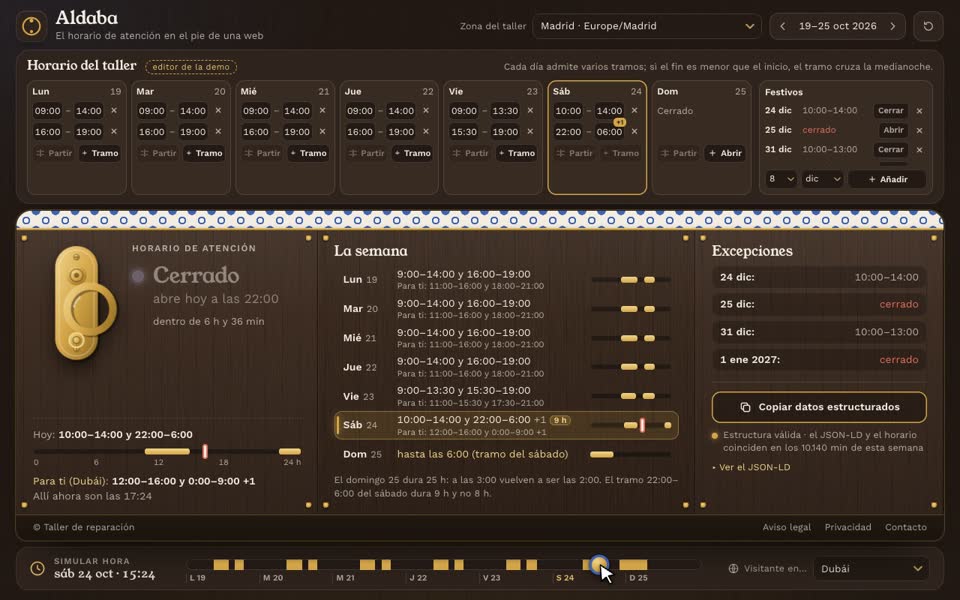 Aldaba
El horario de atención en el pie de una web
Zona del taller
Madrid · Europe/Madrid
19–25 oct 2026
Horario del taller
editor de la demo
Cada día admite varios tramos; si el fin es menor que el inicio, el tramo cruza la medianoche.
Lun 19
09:00 – 14:00 ×
16:00 – 19:00 ×
Partir + Tramo
Mar 20
09:00 – 14:00 ×
16:00 – 19:00 ×
Partir + Tramo
Mié 21
09:00 – 14:00 ×
16:00 – 19:00 ×
Partir + Tramo
Jue 22
09:00 – 14:00 ×
16:00 – 19:00 ×
Partir + Tramo
Vie 23
09:00 – 13:30 ×
15:30 – 19:00 ×
Partir + Tramo
Sáb 24
10:00 – 14:00 ×
+1
22:00 – 06:00 ×
Partir + Tramo
Dom 25
Cerrado
Partir + Abrir
Festivos
24 dic 10:00–14:00 Cerrar ×
25 dic cerrado Abrir ×
31 dic 10:00–13:00 Cerrar ×
8 dic + Añadir
HORARIO DE ATENCIÓN
Cerrado
abre hoy a las 22:00
dentro de 6 h y 36 min
Hoy: 10:00–14:00 y 22:00–6:00
0 6 12 18 24 h
Para ti (Dubái): 12:00–16:00 y 0:00–9:00 +1
Allí ahora son las 17:24
La semana
Lun 19 9:00–14:00 y 16:00–19:00
Para ti: 11:00–16:00 y 18:00–21:00
Mar 20 9:00–14:00 y 16:00–19:00
Para ti: 11:00–16:00 y 18:00–21:00
Mié 21 9:00–14:00 y 16:00–19:00
Para ti: 11:00–16:00 y 18:00–21:00
Jue 22 9:00–14:00 y 16:00–19:00
Para ti: 11:00–16:00 y 18:00–21:00
Vie 23 9:00–13:30 y 15:30–19:00
Para ti: 11:00–15:30 y 17:30–21:00
Sáb 24 10:00–14:00 y 22:00–6:00 +1 9 h
Para ti: 12:00–16:00 y 0:00–9:00 +1
Dom 25 hasta las 6:00 (tramo del sábado)
El domingo 25 dura 25 h: a las 3:00 vuelven a ser las 2:00. El tramo 22:00–
6:00 del sábado dura 9 h y no 8 h.
Excepciones
24 dic: 10:00–14:00
25 dic: cerrado
31 dic: 10:00–13:00
1 ene 2027: cerrado
Copiar datos estructurados
Estructura válida · el JSON-LD y el horario
coinciden en los 10.140 min de esta semana
Ver el JSON-LD
© Taller de reparación
Aviso legal Privacidad Contacto
SIMULAR HORA
sáb 24 oct · 15:24
L 19 M 20 M 21 J 22 V 23 S 24 D 25
Visitante en... Dubái